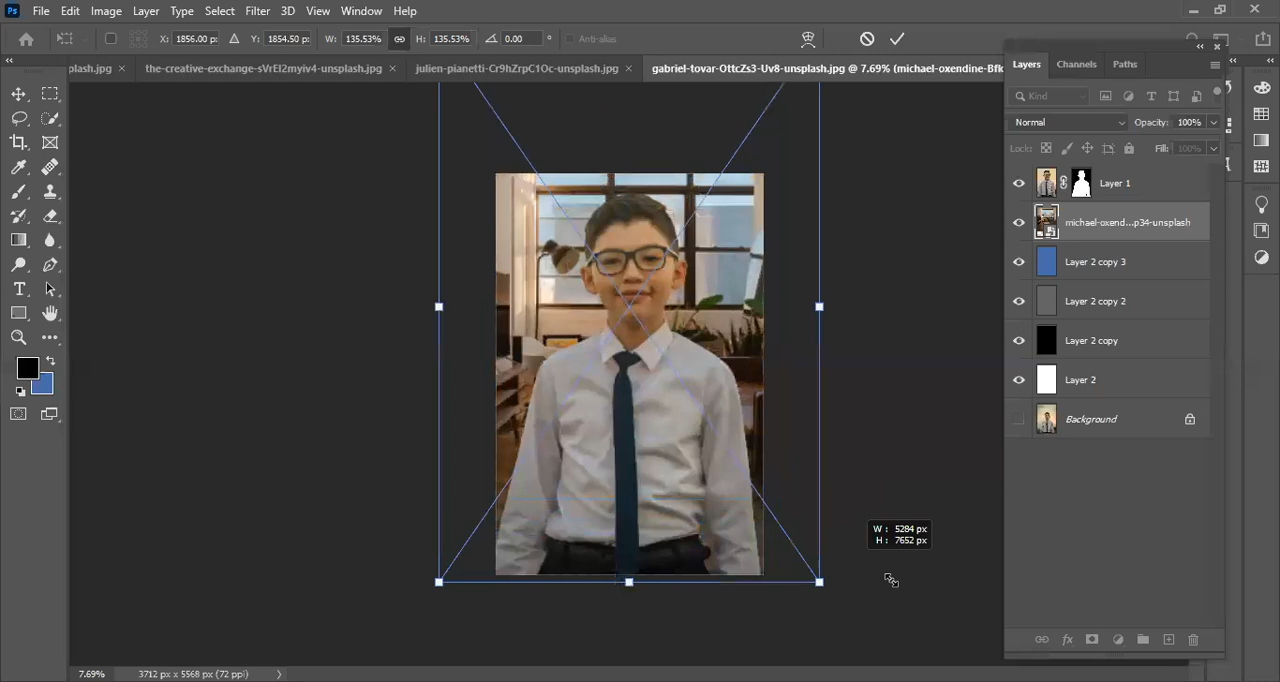 Ps File Edit Image Layer Type Select Filter 3D View Window Help
X: 1856.00 p: Y: 1854.50 p: W: 135.53% H: 135.53% 0.00 ° Anti-alias
plash.jpg × the-creative-exchange-sVrEI2myiv4-unsplash.jpg × julien-pianetti-Cr9hZrpC1Oc-unsplash.jpg × gabriel-tovar-OttcZs3-Uv8-unsplash.jpg @ 7.69% (michael-oxendine-Bfk
Layers Channels Paths
Kind
Normal Opacity: 100%
Lock: Fill: 100%
Layer 1
michael-oxend...p34-unsplash
Layer 2 copy 3
Layer 2 copy 2
Layer 2 copy
Layer 2
Background
W : 5284 px
H : 7652 px
7.69% 3712 px x 5568 px (72 ppi)